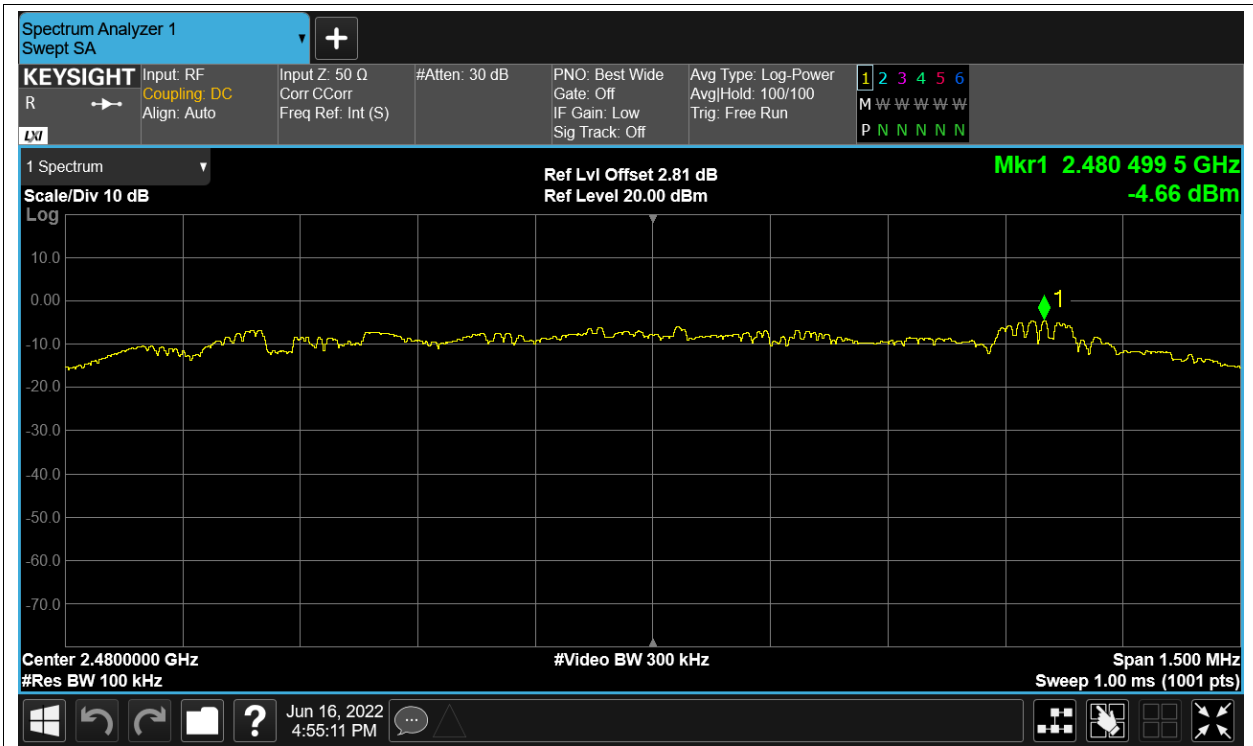 Spectrum Analyzer 1
Swept SA
KEYSIGHT
R
LXI
Input: RF
Coupling: DC
Align: Auto
Input Z: 50 Ω
Corr CCorr
Freq Ref: Int (S)
#Atten: 30 dB
PNO: Best Wide
Gate: Off
IF Gain: Low
Sig Track: Off
Avg Type: Log-Power
Avg|Hold: 100/100
Trig: Free Run
1 2 3 4 5 6
M W W W W W
P N N N N N
1 Spectrum
Scale/Div 10 dB
Log
Ref Lvl Offset 2.81 dB
Ref Level 20.00 dBm
Mkr1 2.480 499 5 GHz
-4.66 dBm
10.0
0.00
1
-10.0
-20.0
-30.0
-40.0
-50.0
-60.0
-70.0
Center 2.4800000 GHz
#Res BW 100 kHz
#Video BW 300 kHz
Span 1.500 MHz
Sweep 1.00 ms (1001 pts)
?
Jun 16, 2022
4:55:11 PM